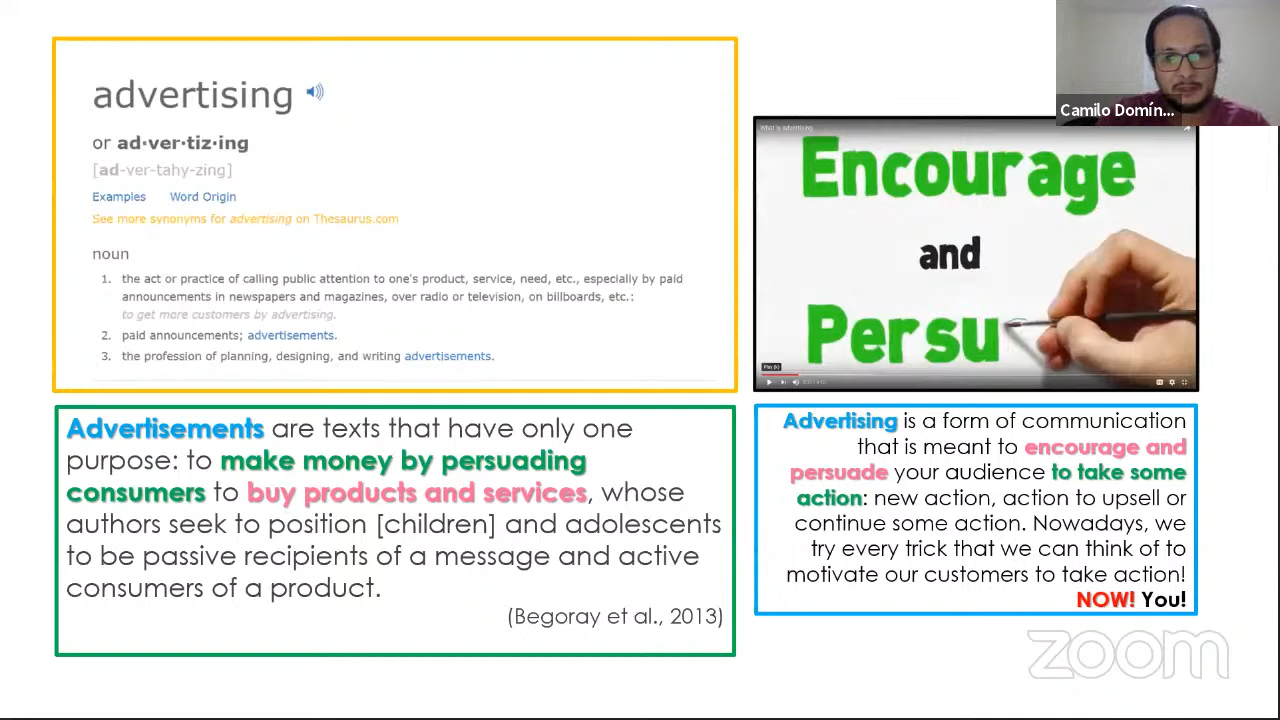 advertising
or ad·ver·tiz·ing
[ad-ver-tahy-zing]
Examples Word Origin
See more synonyms for advertising on Thesaurus.com
noun
1. the act or practice of calling public attention to one's product, service, need, etc., especially by paid
announcements in newspapers and magazines, over radio or television, on billboards, etc.:
to get more customers by advertising.
2. paid announcements; advertisements.
3. the profession of planning, designing, and writing advertisements.
Camilo Domín...
What is advertising
Encourage
and
Persu
Play (k)
Advertisements are texts that have only one
purpose: to make money by persuading
consumers to buy products and services, whose
authors seek to position [children] and adolescents
to be passive recipients of a message and active
consumers of a product.
(Begoray et al., 2013)
Advertising is a form of communication
that is meant to encourage and
persuade your audience to take some
action: new action, action to upsell or
continue some action. Nowadays, we
try every trick that we can think of to
motivate our customers to take action!
NOW! You!
zoom